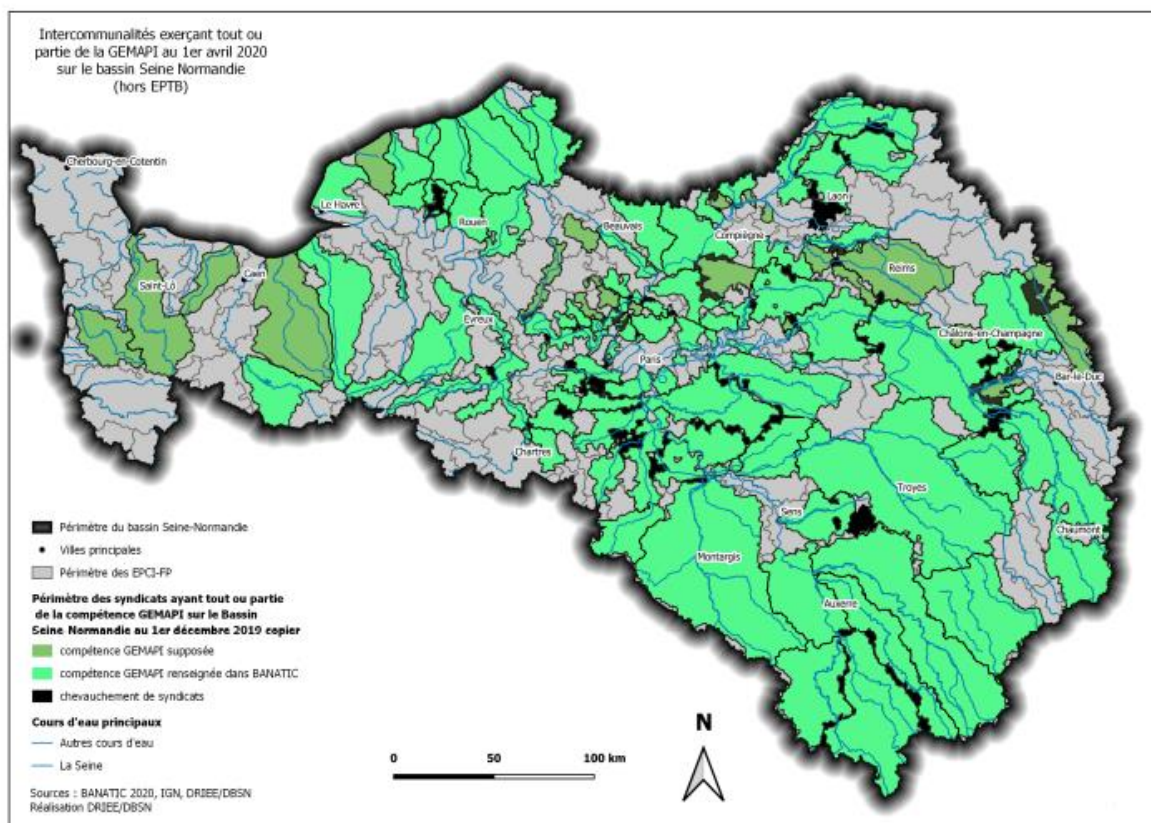 Intercommunalités exerçant tout ou
partie de la GEMAPI au 1er avril 2020
sur le bassin Seine Normandie
(hors EPTB)
Cherbourg-en-Cotentin
Le Havre
Rouen
Beauvais
Compiègne
Laon
Saint-Lô
Caen
Reims
Evreux
Châlons-en-Champagne
Paris
Bar-le-Duc
Chartres
Troyes
Sens
Chaumont
Montargis
Auxerre
Périmètre du bassin Seine-Normandie
Villes principales
Périmètre des EPCI-FP
Périmètre des syndicats ayant tout ou partie
de la compétence GEMAPI sur le Bassin
Seine-Normandie au 1er décembre 2019 copier
compétence GEMAPI supposée
compétence GEMAPI renseignée dans BANATIC
chevauchement de syndicats
Cours d'eau principaux
Autres cours d'eau
La Seine
Sources : BANATIC 2020, IGN, DRIEE/DBSN
Réalisation DRIEE/DBSN
0 50 100 km
N